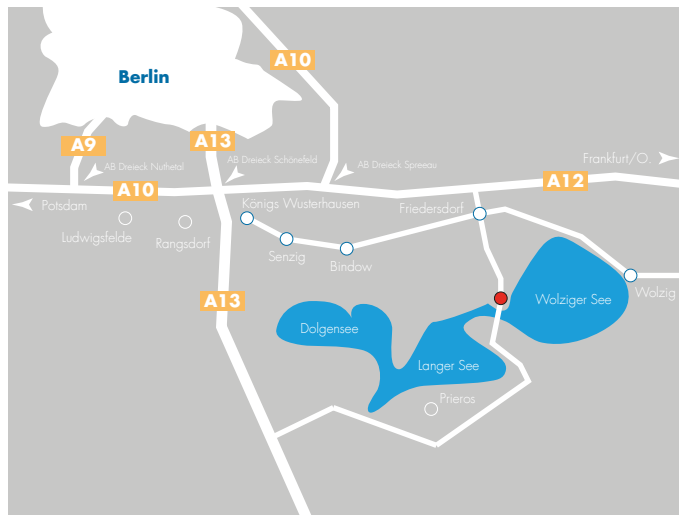 A10
Berlin
A9
A13
AB Dreieck Nuthetal
AB Dreieck Schönefeld
AB Dreieck Spreeau
Frankfurt/O.
A10
A12
Potsdam
Königs Wusterhausen
Friedersdorf
Ludwigsfelde
Rangsdorf
Senzig
Bindow
Wolzig
A13
Wolziger See
Dolgensee
Langer See
Prieros